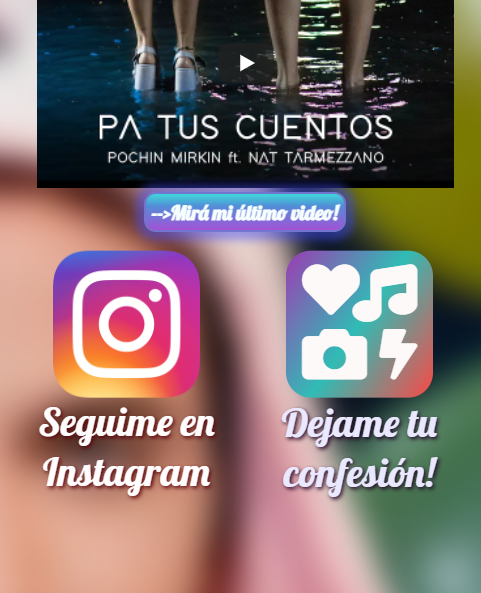 PA TUS CUENTOS
POCHIN MIRKIN ft. NAT TARMEZZANO
-->Mirá mi último video!
Seguime en
Instagram
Dejame tu
confesión!